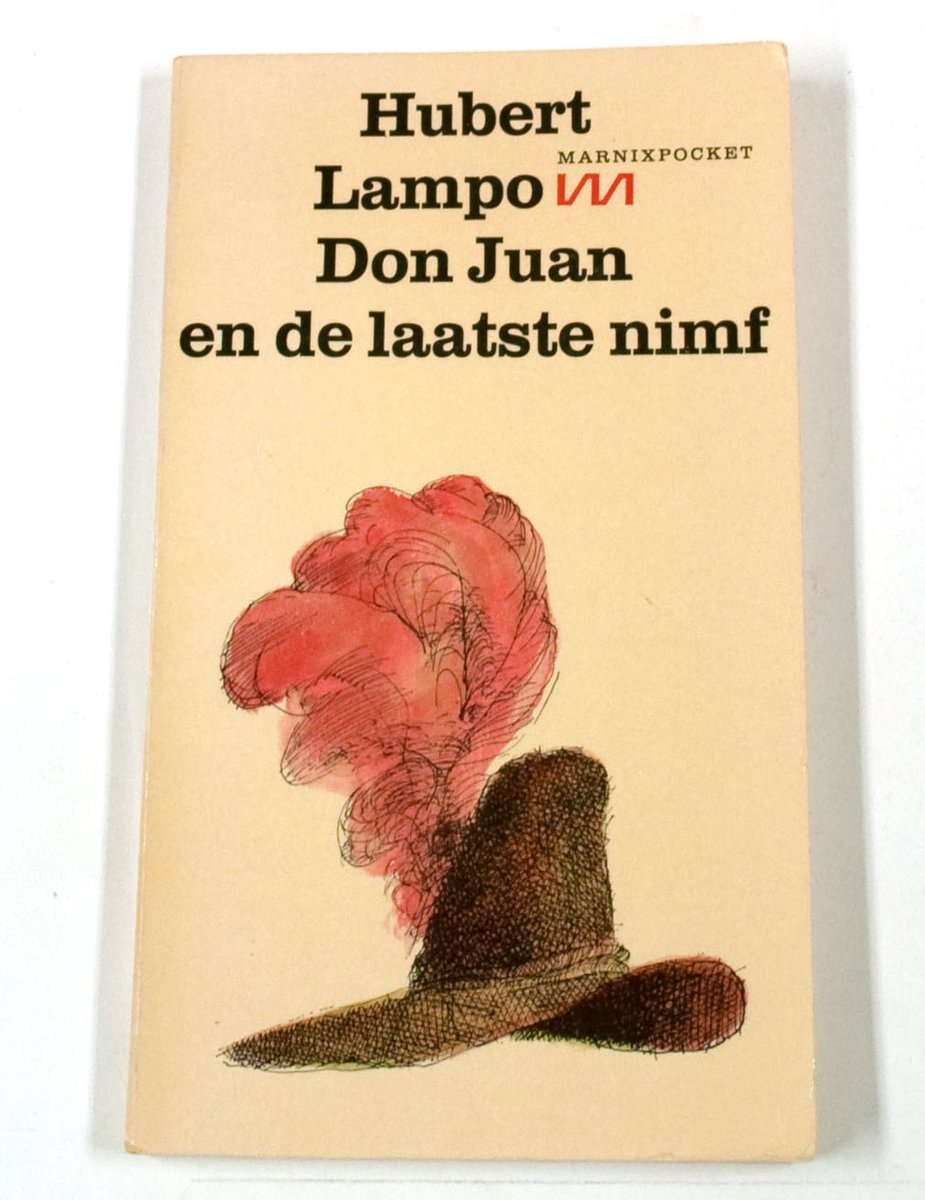 Hubert
MARNIXPOCKET
Lampo
Don Juan
en de laatste nimf